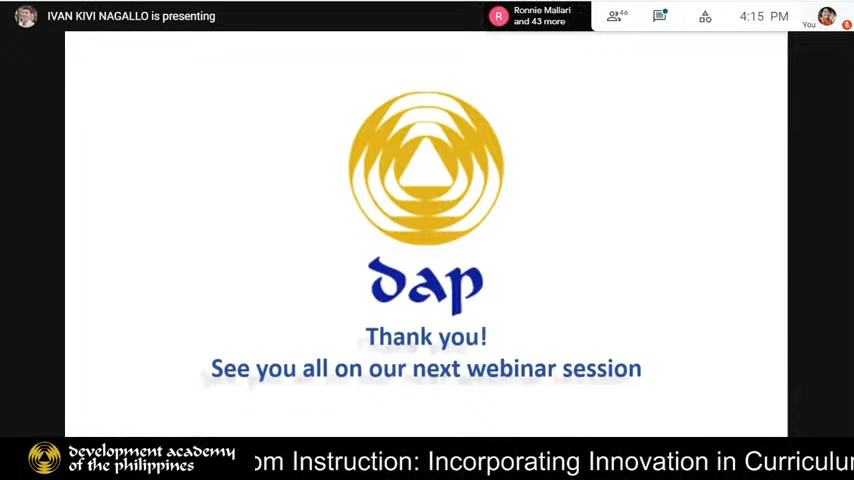 IVAN KIVI NAGALLO is presenting
R
Ronnie Mallari
and 43 more
46
4:15 PM
You
dap
Thank you!
See you all on our next webinar session
development academy
of the philippines
om Instruction: Incorporating Innovation in Curriculum